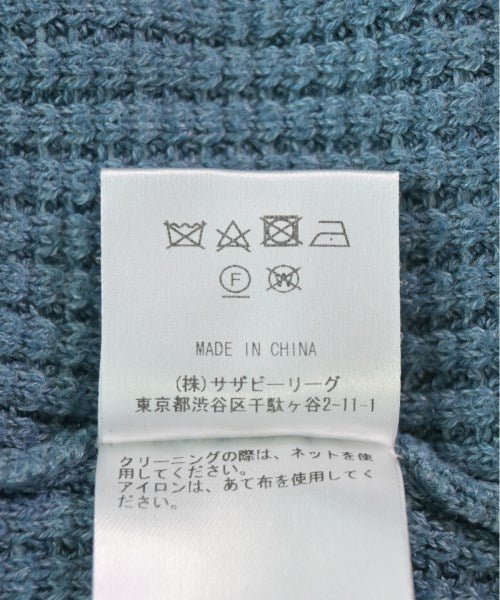 F W
MADE IN CHINA
(株)サザビーリーグ
東京都渋谷区千駄ヶ谷2-11-1
クリーニングの際は、ネットを使
用してください。
アイロンは、あて布を使用してく
ださい。